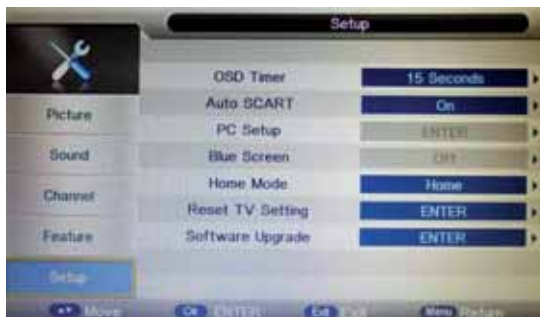 Setup
OSD Timer 15 Seconds
Auto SCART On
Picture
PC Setup ENTER
Sound
Blue Screen Off
Home Mode Home
Channel
Reset TV Setting ENTER
Feature
Software Upgrade ENTER
Setup
Move OK ENTER Exit Exit Menu Return